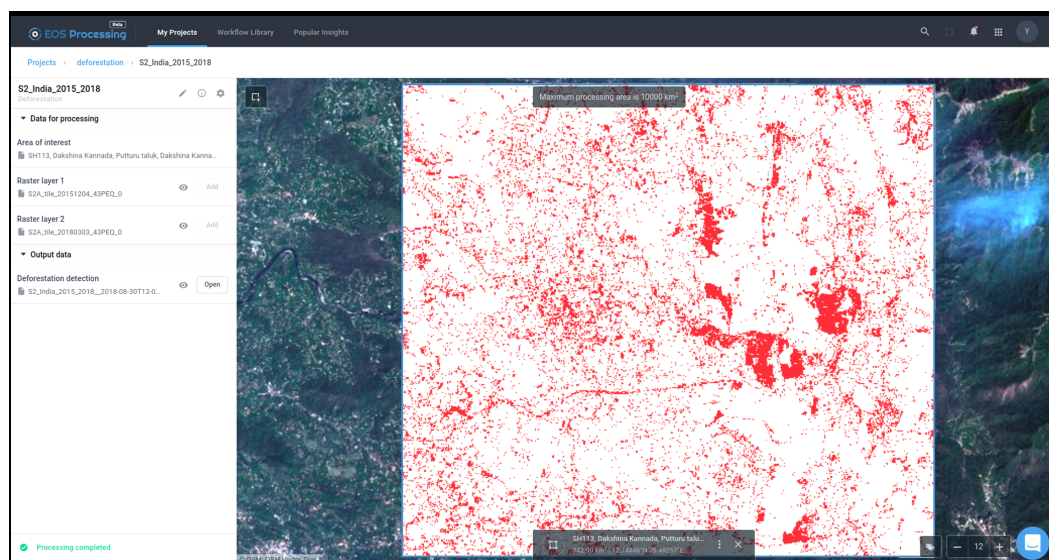 Beta
EOS Processing
My Projects
Workflow Library
Popular Insights
Y
Projects › deforestation › S2_India_2015_2018
S2_India_2015_2018
Deforestation
Data for processing
Area of interest
SH113, Dakshina Kannada, Putturu taluk, Dakshina Kanna...
Raster layer 1
S2A_tile_20151204_43PEQ_0
Add
Raster layer 2
S2A_tile_20180303_43PEQ_0
Add
Output data
Deforestation detection
S2_India_2015_2018__2018-08-30T12-0...
Open
Processing completed
Maximum processing area is 10000 km²
SH113, Dakshina Kannada, Putturu talu...
12